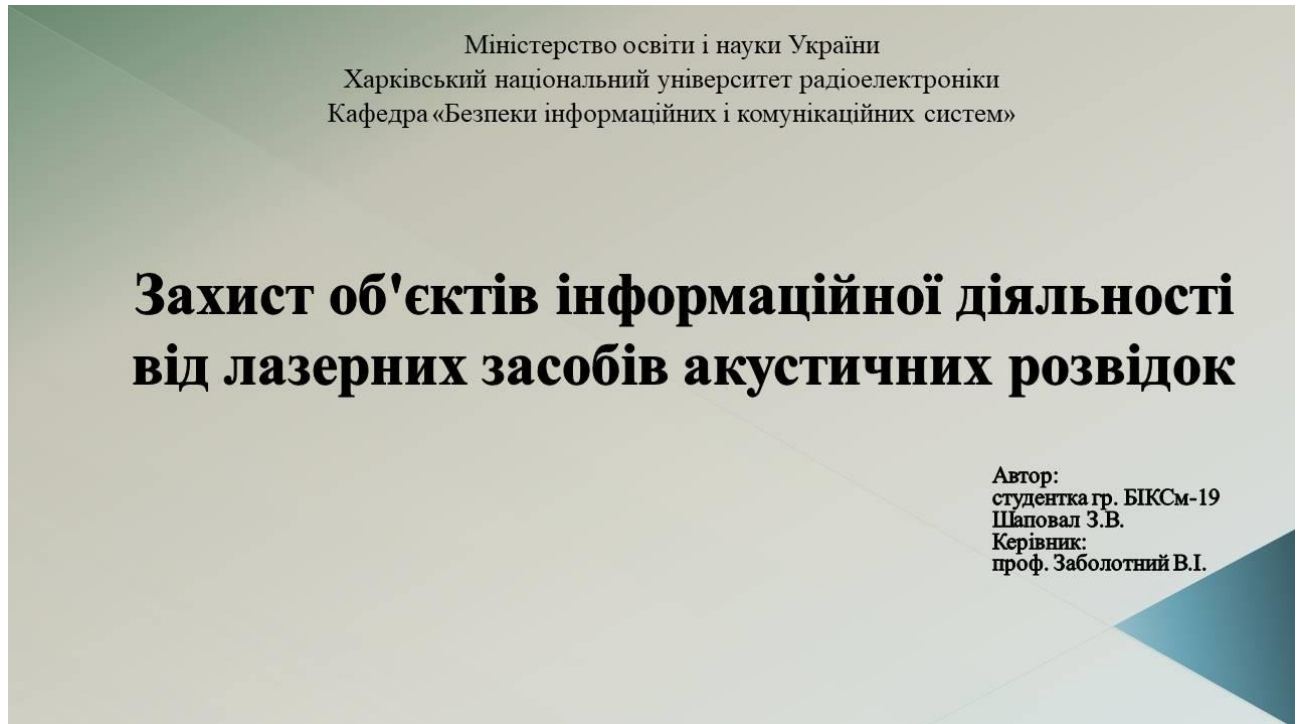 Міністерство освіти і науки України
Харківський національний університет радіоелектроніки
Кафедра «Безпеки інформаційних і комунікаційних систем»
Захист об'єктів інформаційної діяльності
від лазерних засобів акустичних розвідок
Автор:
студентка гр. БІКСм-19
Шаповал З.В.
Керівник:
проф. Заболотний В.І.